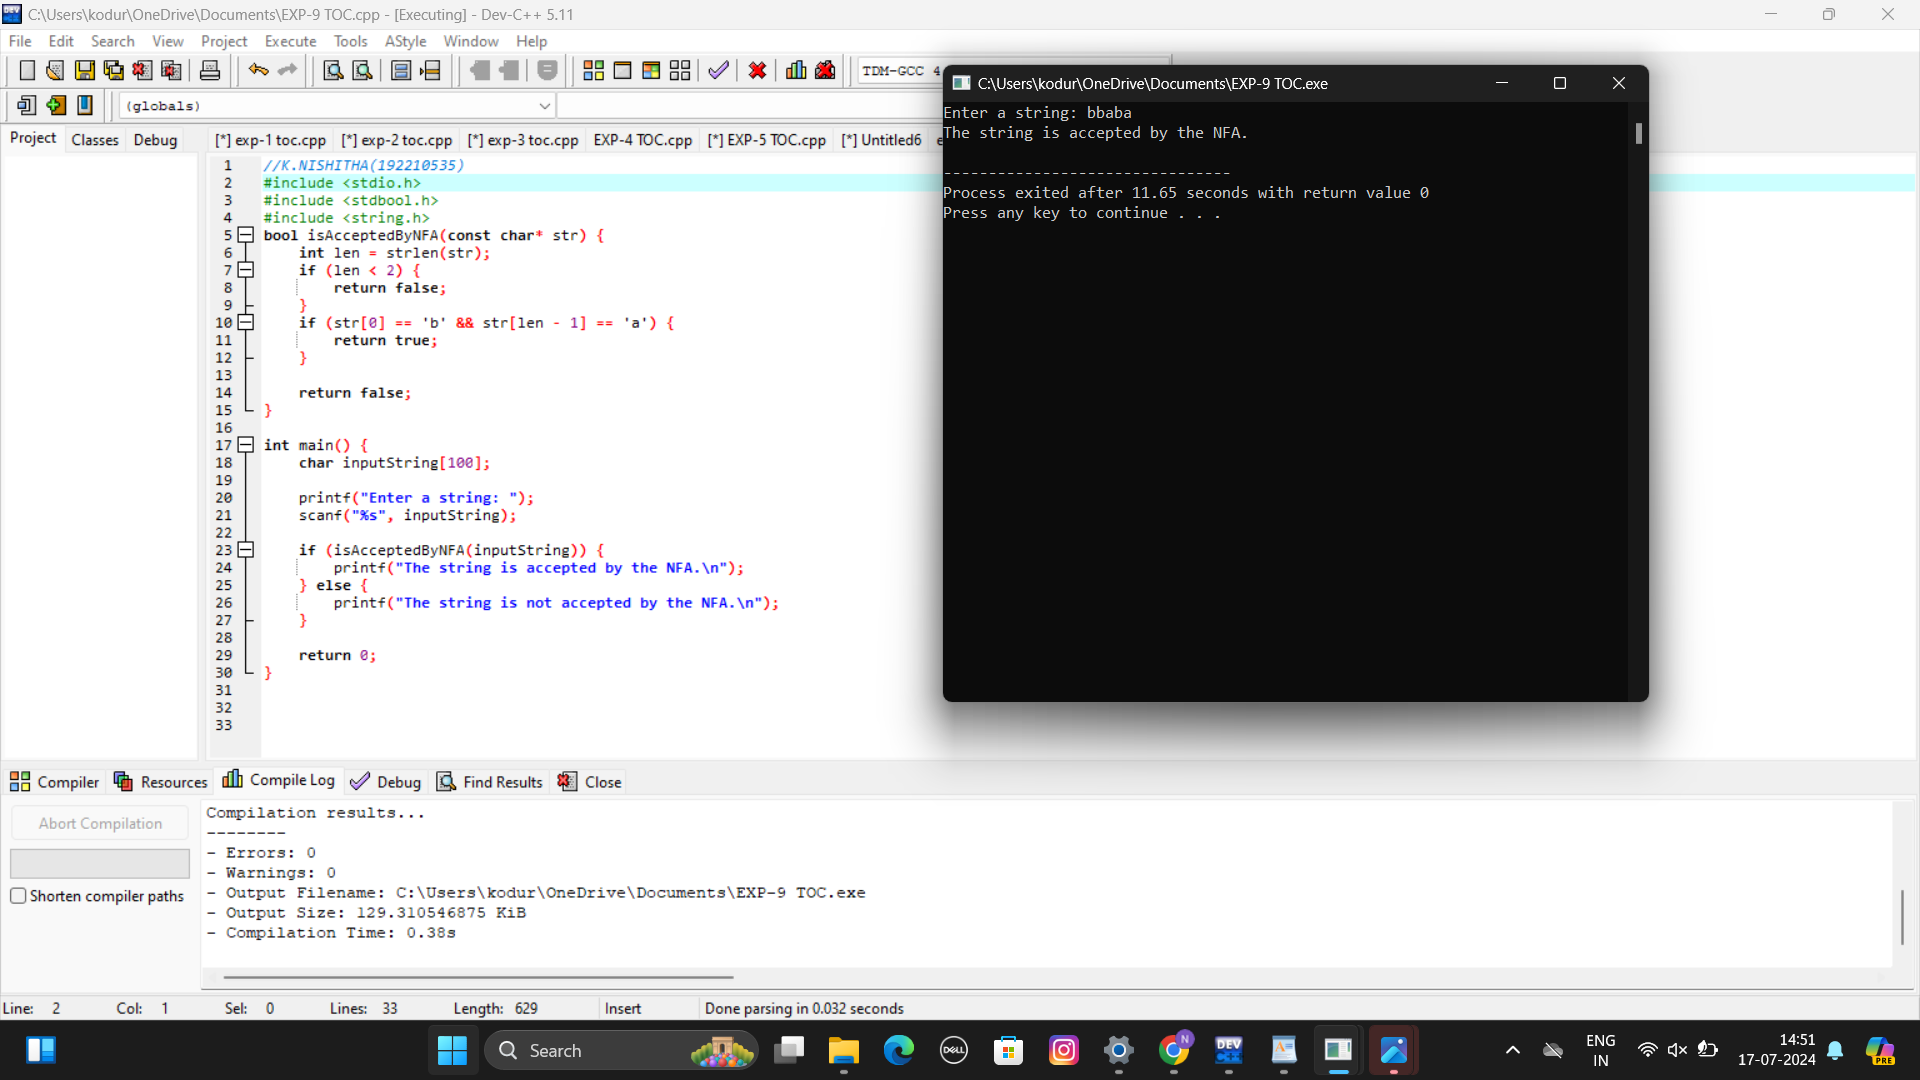 C:\Users\kodur\OneDrive\Documents\EXP-9 TOC.cpp - [Executing] - Dev-C++ 5.11
File Edit Search View Project Execute Tools AStyle Window Help
TDM-GCC 4
(globals)
Project Classes Debug
[*] exp-1 toc.cpp [*] exp-2 toc.cpp [*] exp-3 toc.cpp EXP-4 TOC.cpp [*] EXP-5 TOC.cpp [*] Untitled6 e
1 //K.NISHITHA(192210535)
2 #include <stdio.h>
3 #include <stdbool.h>
4 #include <string.h>
5 bool isAcceptedByNFA(const char* str) {
6 int len = strlen(str);
7 if (len < 2) {
8 return false;
9 }
10 if (str[0] == 'b' && str[len - 1] == 'a') {
11 return true;
12 }
13
14 return false;
15 }
16
17 int main() {
18 char inputString[100];
19
20 printf("Enter a string: ");
21 scanf("%s", inputString);
22
23 if (isAcceptedByNFA(inputString)) {
24 printf("The string is accepted by the NFA.\n");
25 } else {
26 printf("The string is not accepted by the NFA.\n");
27 }
28
29 return 0;
30 }
31
32
33
C:\Users\kodur\OneDrive\Documents\EXP-9 TOC.exe
Enter a string: bbaba
The string is accepted by the NFA.
--------------------------------
Process exited after 11.65 seconds with return value 0
Press any key to continue . . .
Compiler Resources Compile Log Debug Find Results Close
Abort Compilation
Shorten compiler paths
Compilation results...
--------
- Errors: 0
- Warnings: 0
- Output Filename: C:\Users\kodur\OneDrive\Documents\EXP-9 TOC.exe
- Output Size: 129.310546875 KiB
- Compilation Time: 0.38s
Line: 2 Col: 1 Sel: 0 Lines: 33 Length: 629 Insert Done parsing in 0.032 seconds
Search
DELL
N
DEV C++
ENG
IN
14:51
17-07-2024
PRE